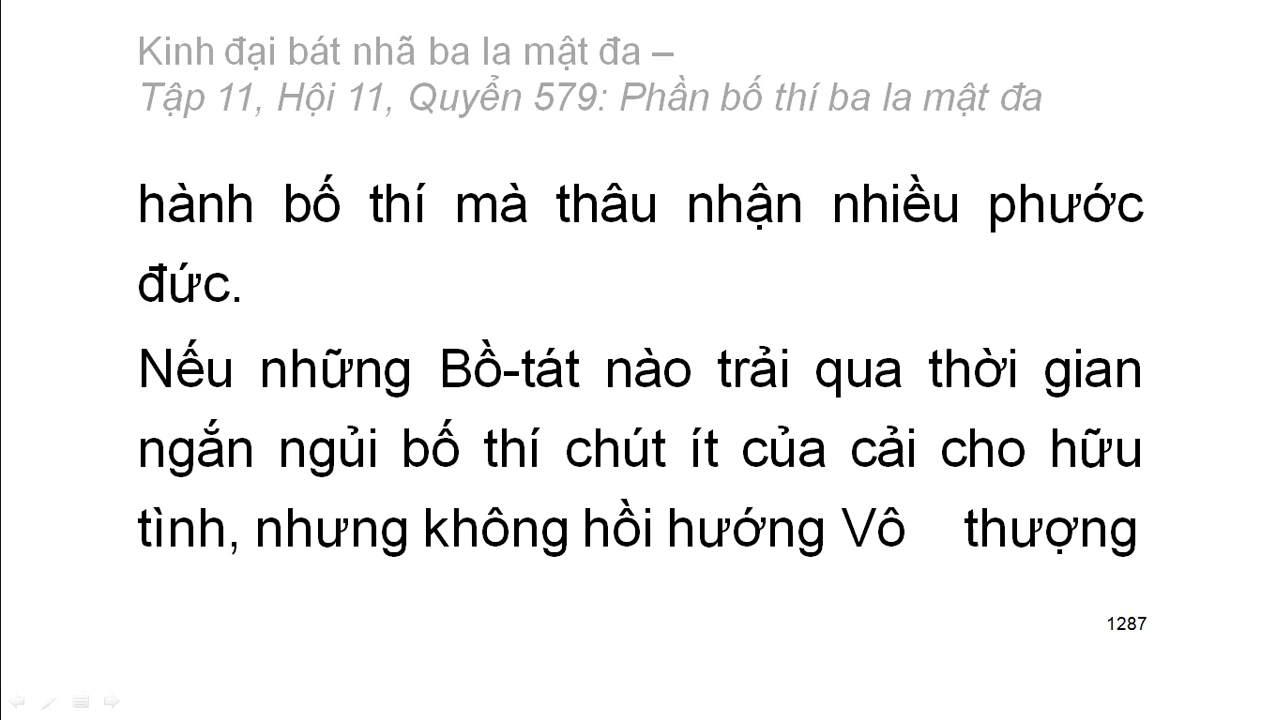 Kinh đại bát nhã ba la mật đa –
Tập 11, Hội 11, Quyển 579: Phần bố thí ba la mật đa
hành bố thí mà thâu nhận nhiều phước
đức.
Nếu những Bồ-tát nào trải qua thời gian
ngắn ngủi bố thí chút ít của cải cho hữu
tình, nhưng không hồi hướng Vô thượng
1287